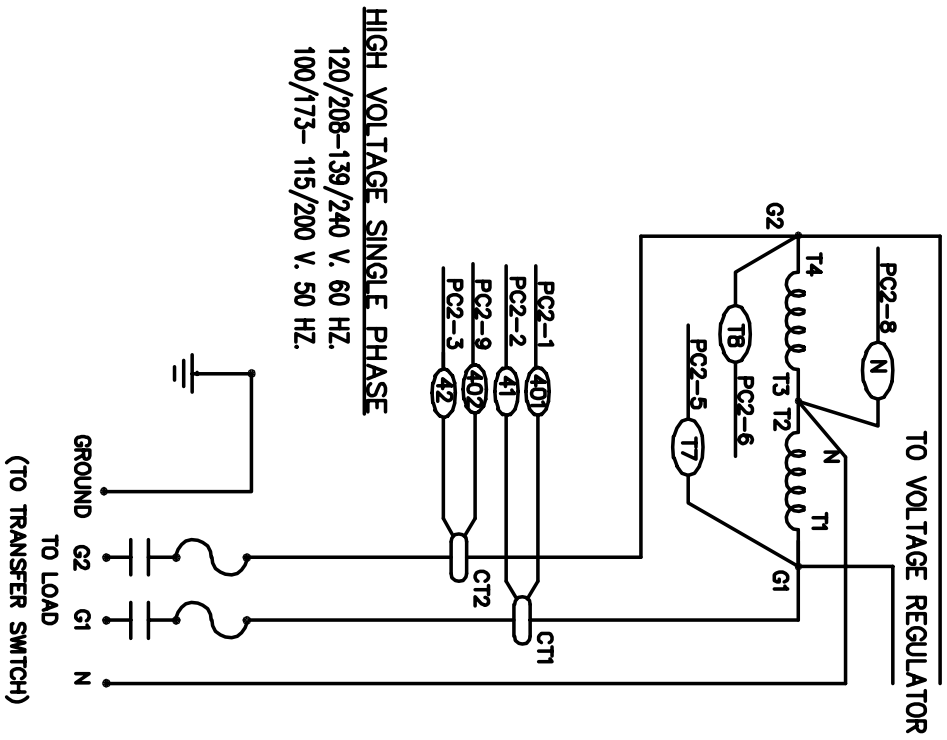 HIGH VOLTAGE SINGLE PHASE
120/208-139/240 V. 60 HZ.
100/173- 115/200 V. 50 HZ.
TO VOLTAGE REGULATOR
PC2-8
N
G2
T4
T3
T2
T1
G1
N
T8
PC2-6
PC2-5
T7
PC2-1
401
PC2-2
41
PC2-9
402
PC2-3
42
CT1
CT2
GROUND
G2
G1
N
TO LOAD
(TO TRANSFER SWITCH)